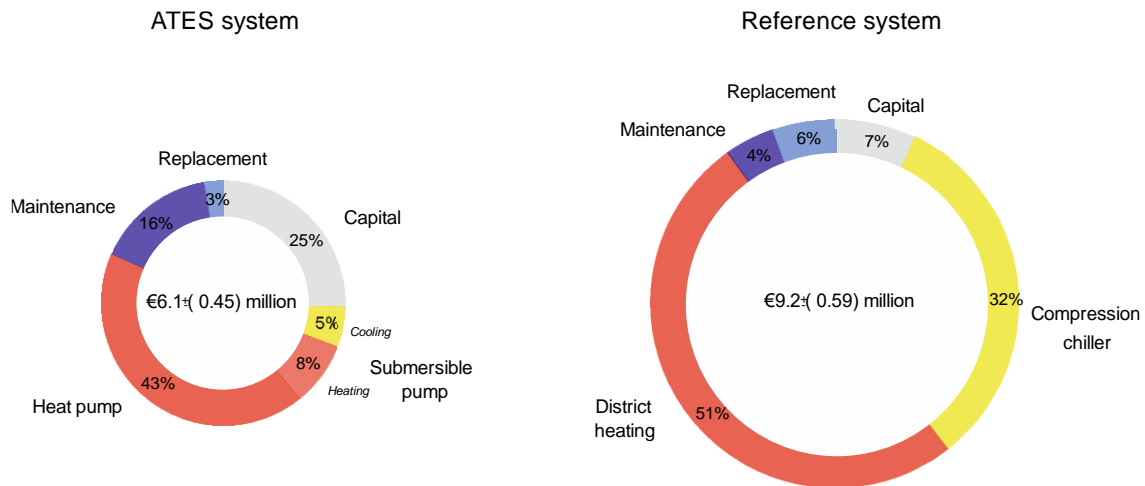 ATES system
Replacement
Maintenance
3%
16%
Capital
25%
€6.1±( 0.45) million
5%
Cooling
8%
Submersible
pump
Heating
43%
Heat pump
Reference system
Replacement
Capital
Maintenance
6%
7%
4%
€9.2±( 0.59) million
32%
Compression
chiller
District
heating
51%